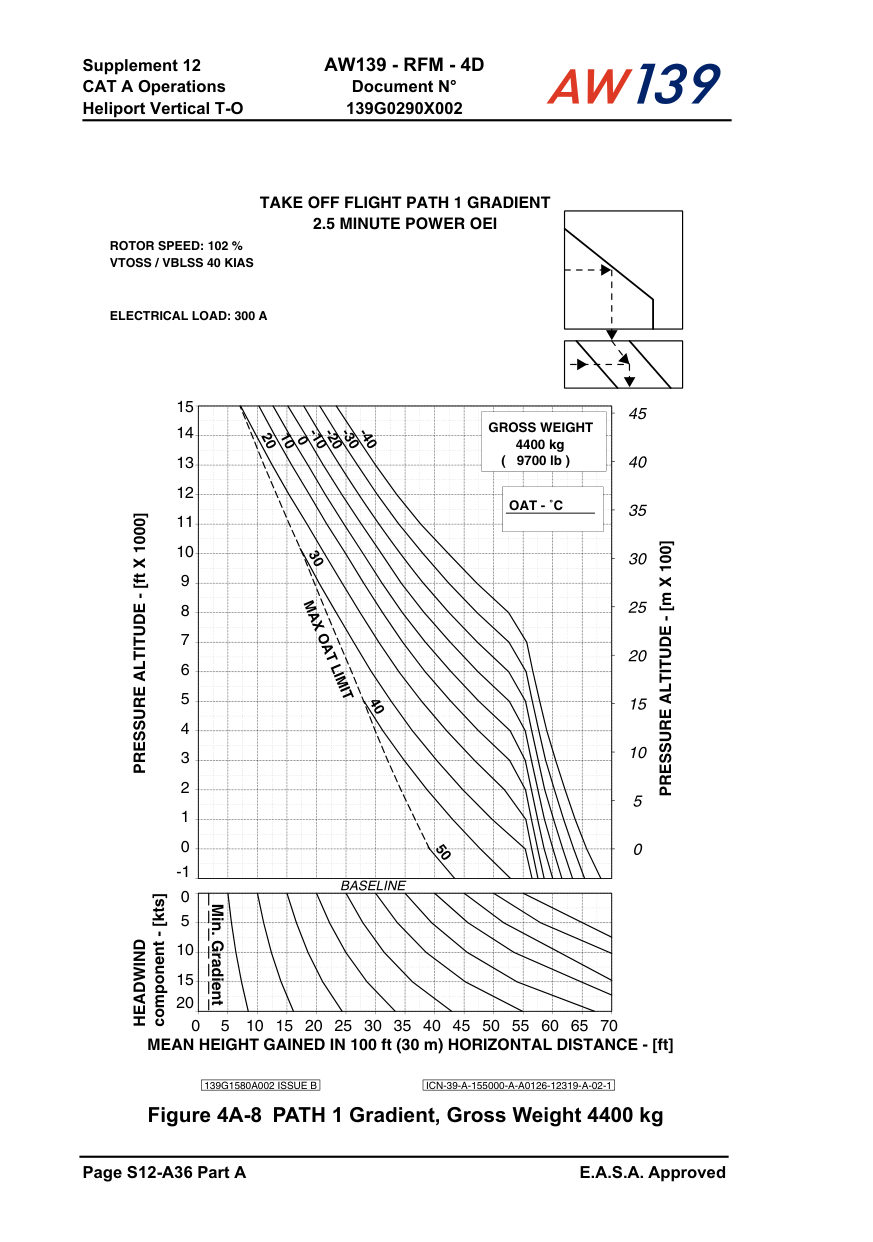 Supplement 12
CAT A Operations
Heliport Vertical T-O
AW139 - RFM - 4D
Document N°
139G0290X002
AW139
TAKE OFF FLIGHT PATH 1 GRADIENT
2.5 MINUTE POWER OEI
ROTOR SPEED: 102 %
VTOSS / VBLSS 40 KIAS
ELECTRICAL LOAD: 300 A
GROSS WEIGHT
4400 kg
( 9700 lb )
OAT - °C
PRESSURE ALTITUDE - [ft X 1000]
15
14
13
12
11
10
9
8
7
6
5
4
3
2
1
0
-1
20
10
0
-10
-20
-30
-40
30
MAX OAT LIMIT
40
50
45
40
35
30
25
20
15
10
5
0
PRESSURE ALTITUDE - [m X 100]
BASELINE
HEADWIND
component - [kts]
0
5
10
15
20
Min. Gradient
0 5 10 15 20 25 30 35 40 45 50 55 60 65 70
MEAN HEIGHT GAINED IN 100 ft (30 m) HORIZONTAL DISTANCE - [ft]
139G1580A002 ISSUE B
ICN-39-A-155000-A-A0126-12319-A-02-1
Figure 4A-8 PATH 1 Gradient, Gross Weight 4400 kg
Page S12-A36 Part A
E.A.S.A. Approved